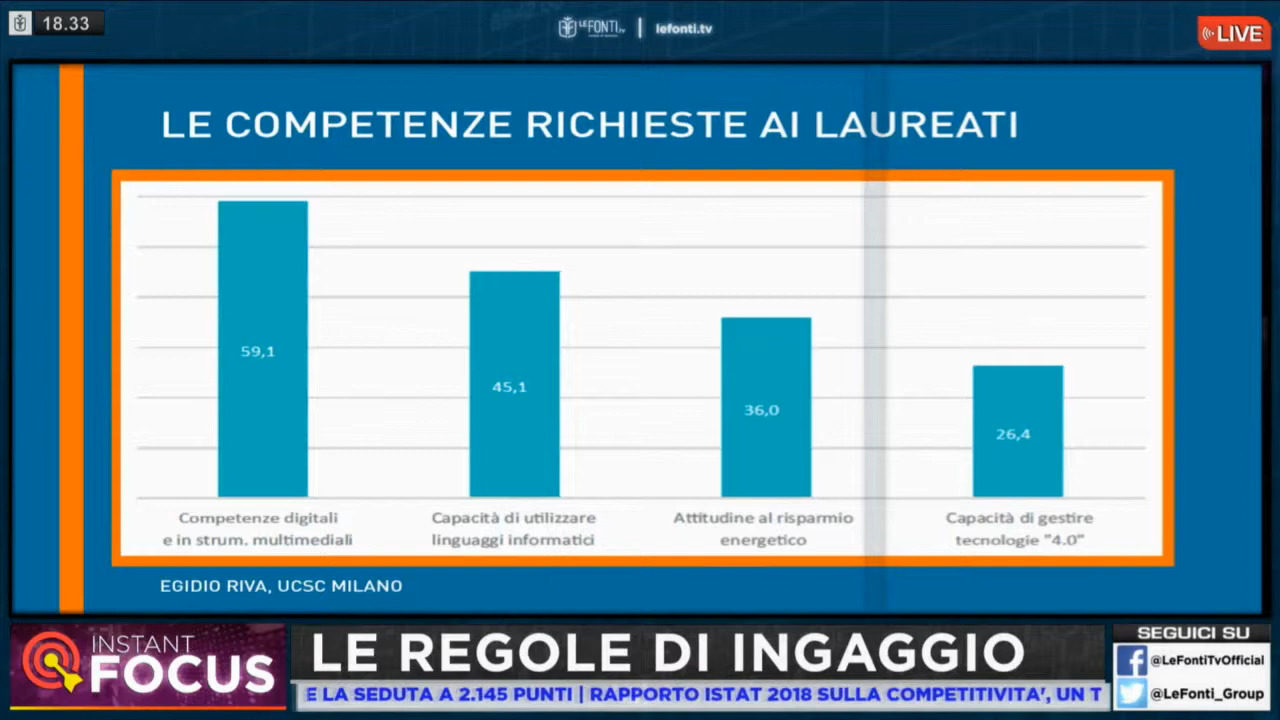 18.33
LE FONTI tv
lefonti.tv
LIVE
LE COMPETENZE RICHIESTE AI LAUREATI
59,1
45,1
36,0
26,4
Competenze digitali
e in strum. multimediali
Capacità di utilizzare
linguaggi informatici
Attitudine al risparmio
energetico
Capacità di gestire
tecnologie "4.0"
EGIDIO RIVA, UCSC MILANO
INSTANT
FOCUS
LE REGOLE DI INGAGGIO
E LA SEDUTA A 2.145 PUNTI | RAPPORTO ISTAT 2018 SULLA COMPETITIVITA', UN T
SEGUICI SU
@LeFontiTvOfficial
@LeFonti_Group